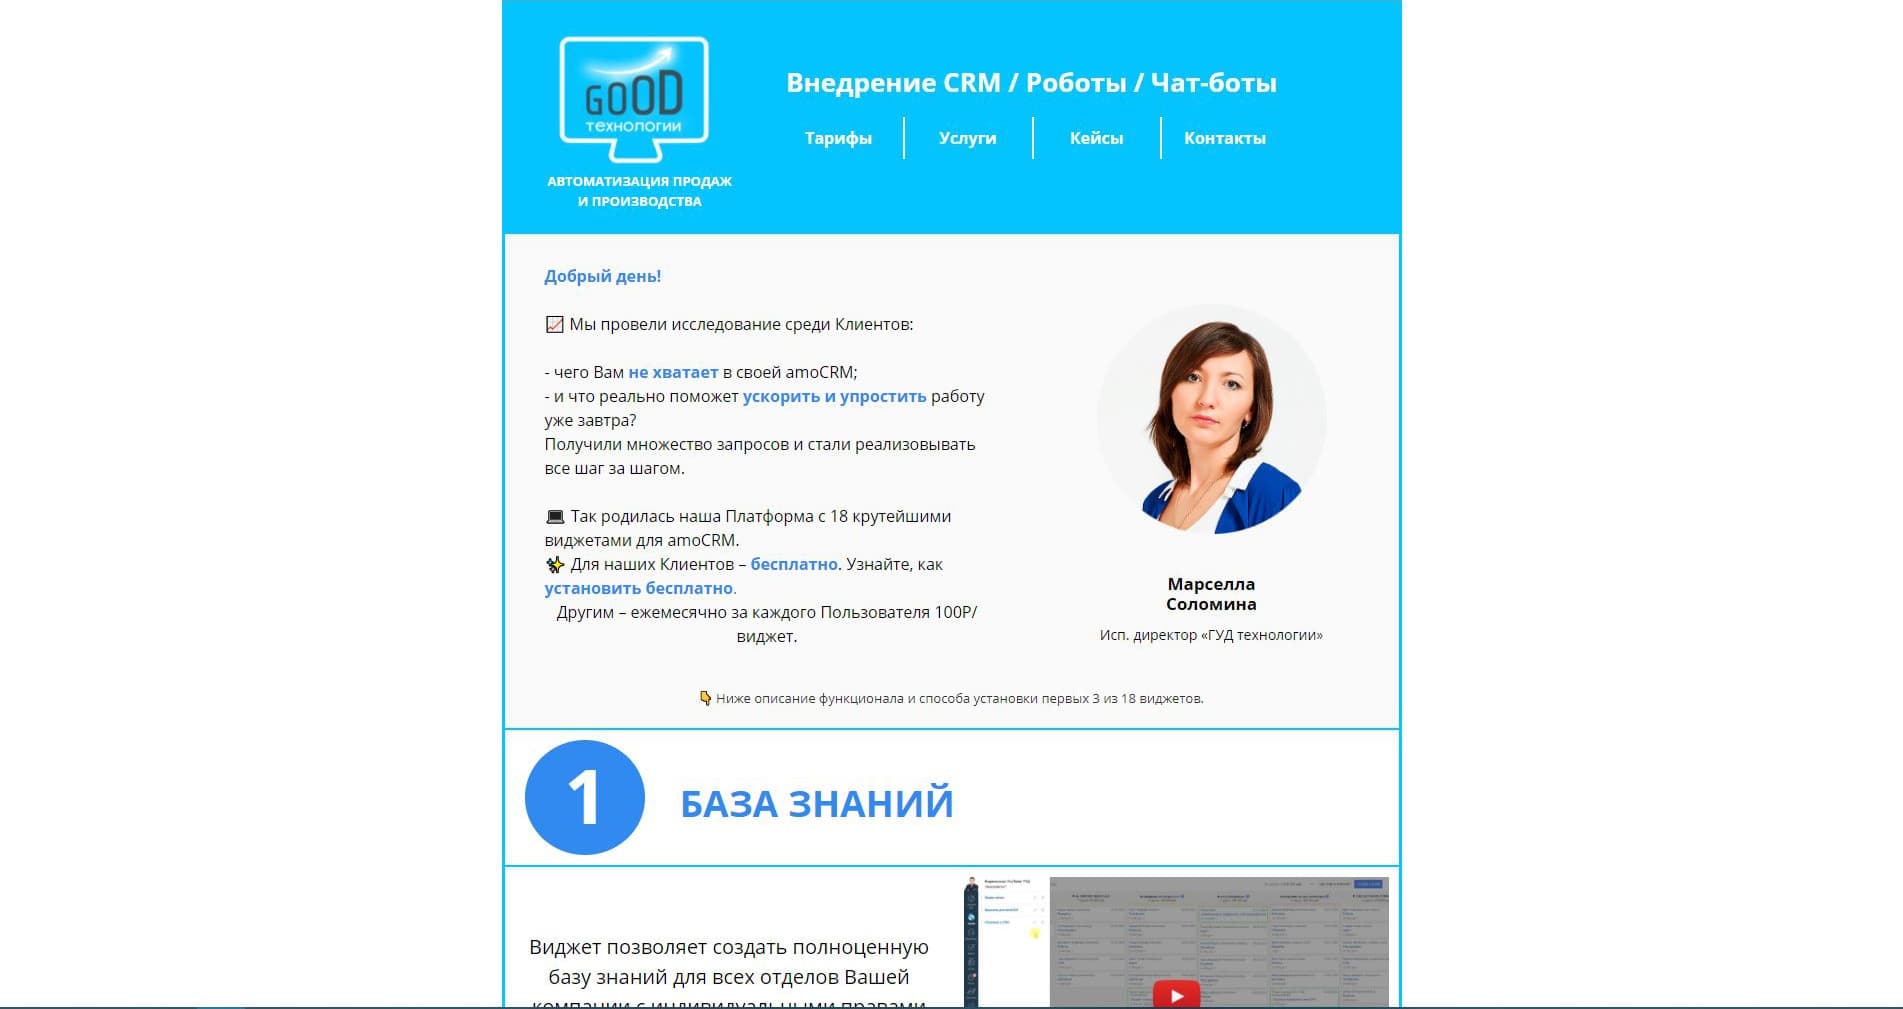 GOOD
технологии
АВТОМАТИЗАЦИЯ ПРОДАЖ
И ПРОИЗВОДСТВА
Внедрение CRM / Роботы / Чат-боты
Тарифы
Услуги
Кейсы
Контакты
Добрый день!
Мы провели исследование среди Клиентов:
- чего Вам не хватает в своей amoCRM;
- и что реально поможет ускорить и упростить работу
уже завтра?
Получили множество запросов и стали реализовывать
все шаг за шагом.
Так родилась наша Платформа с 18 крутейшими
виджетами для amoCRM.
Для наших Клиентов – бесплатно. Узнайте, как
установить бесплатно.
Другим – ежемесячно за каждого Пользователя 100Р/
виджет.
Марселла
Соломина
Исп. директор «ГУД технологии»
Ниже описание функционала и способа установки первых 3 из 18 виджетов.
1
БАЗА ЗНАНИЙ
Виджет позволяет создать полноценную
базу знаний для всех отделов Вашей
компании с индивидуальными правами